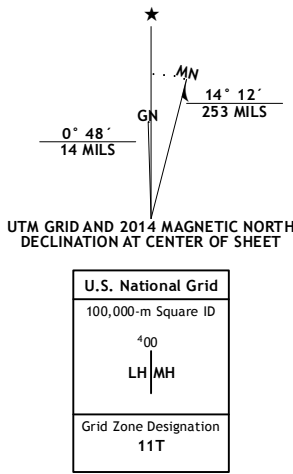 ★
MN
GN
14° 12´
253 MILS
0° 48´
14 MILS
UTM GRID AND 2014 MAGNETIC NORTH
DECLINATION AT CENTER OF SHEET
U.S. National Grid
100,000-m Square ID
⁴00
LH MH
Grid Zone Designation
11T